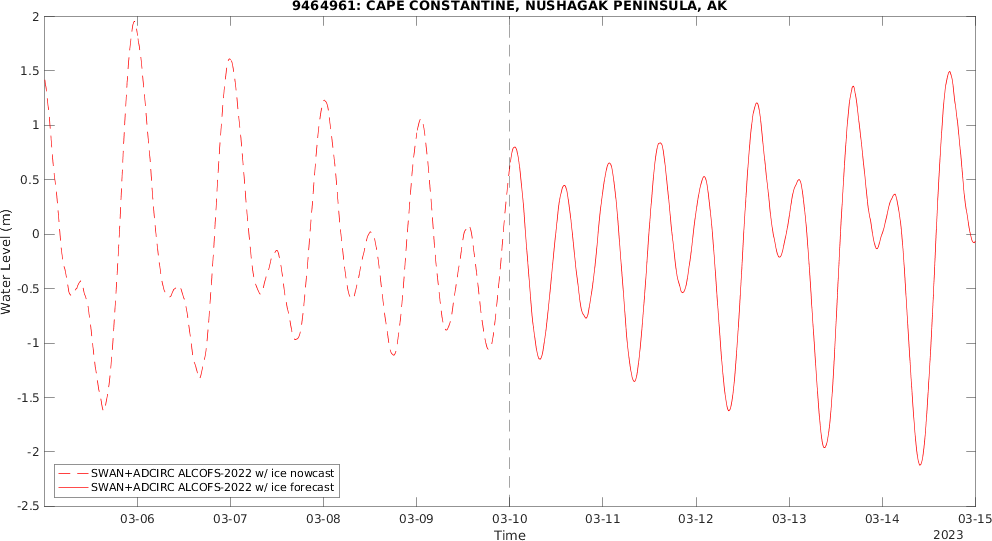 9464961: CAPE CONSTANTINE, NUSHAGAK PENINSULA, AK
2
1.5
1
0.5
0
-0.5
-1
-1.5
-2
-2.5
Water Level (m)
SWAN+ADCIRC ALCOFS-2022 w/ ice nowcast
SWAN+ADCIRC ALCOFS-2022 w/ ice forecast
03-06 03-07 03-08 03-09 03-10 03-11 03-12 03-13 03-14 03-15
Time
2023